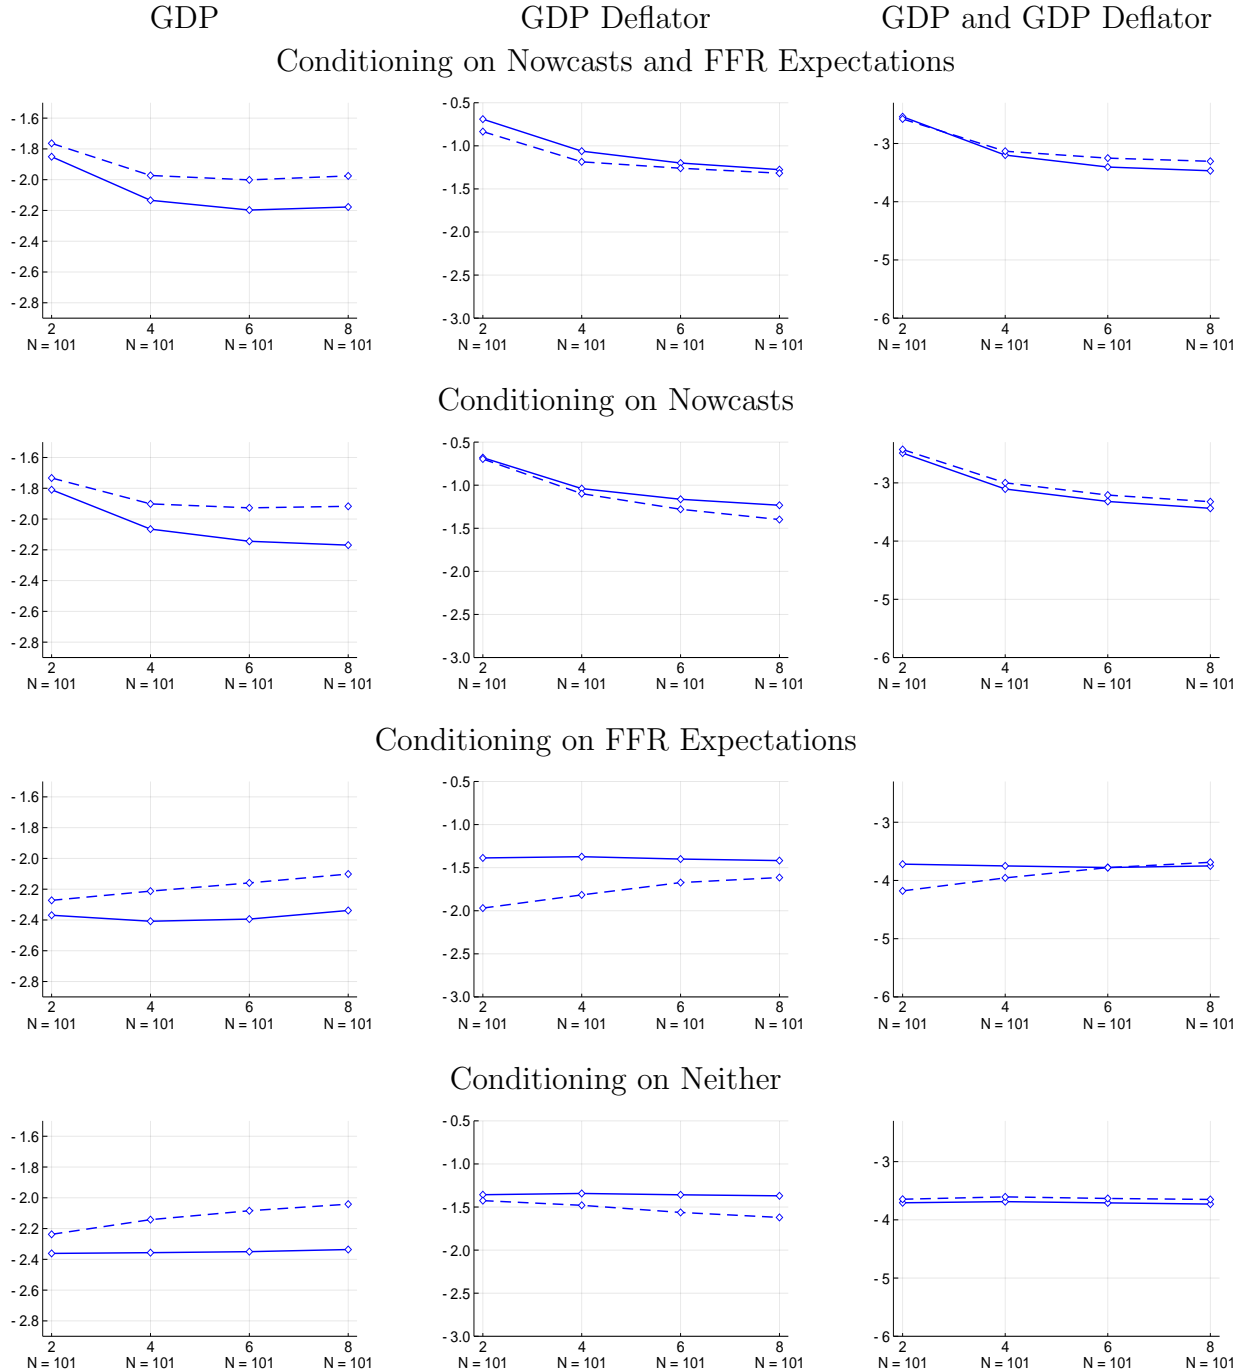 GDP GDP Deflator GDP and GDP Deflator
Conditioning on Nowcasts and FFR Expectations
- 1.6
- 1.8
- 2.0
- 2.2
- 2.4
- 2.6
- 2.8
2 4 6 8
N = 101 N = 101 N = 101 N = 101
- 0.5
- 1.0
- 1.5
- 2.0
- 2.5
- 3.0
2 4 6 8
N = 101 N = 101 N = 101 N = 101
- 3
- 4
- 5
- 6
2 4 6 8
N = 101 N = 101 N = 101 N = 101
Conditioning on Nowcasts
- 1.6
- 1.8
- 2.0
- 2.2
- 2.4
- 2.6
- 2.8
2 4 6 8
N = 101 N = 101 N = 101 N = 101
- 0.5
- 1.0
- 1.5
- 2.0
- 2.5
- 3.0
2 4 6 8
N = 101 N = 101 N = 101 N = 101
- 3
- 4
- 5
- 6
2 4 6 8
N = 101 N = 101 N = 101 N = 101
Conditioning on FFR Expectations
- 1.6
- 1.8
- 2.0
- 2.2
- 2.4
- 2.6
- 2.8
2 4 6 8
N = 101 N = 101 N = 101 N = 101
- 0.5
- 1.0
- 1.5
- 2.0
- 2.5
- 3.0
2 4 6 8
N = 101 N = 101 N = 101 N = 101
- 3
- 4
- 5
- 6
2 4 6 8
N = 101 N = 101 N = 101 N = 101
Conditioning on Neither
- 1.6
- 1.8
- 2.0
- 2.2
- 2.4
- 2.6
- 2.8
2 4 6 8
N = 101 N = 101 N = 101 N = 101
- 0.5
- 1.0
- 1.5
- 2.0
- 2.5
- 3.0
2 4 6 8
N = 101 N = 101 N = 101 N = 101
- 3
- 4
- 5
- 6
2 4 6 8
N = 101 N = 101 N = 101 N = 101